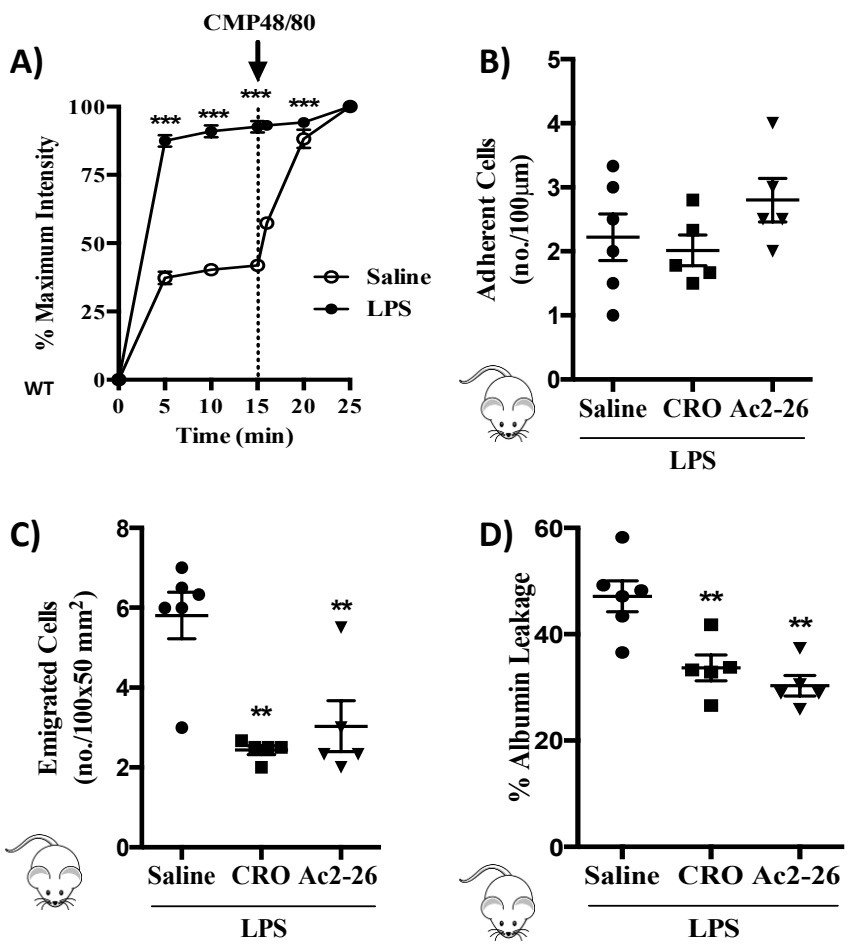 CMP48/80
A)
100
75
50
25
0
*** *** *** ***
% Maximum Intensity
Saline
LPS
WT
0 5 10 15 20 25
Time (min)
B)
5
4
3
2
1
0
Adherent Cells
(no./100µm)
Saline CRO Ac2-26
LPS
C)
8
6
4
2
0
Emigrated Cells
(no./100x50 mm²)
**
**
Saline CRO Ac2-26
LPS
D)
60
40
20
0
% Albumin Leakage
**
**
Saline CRO Ac2-26
LPS